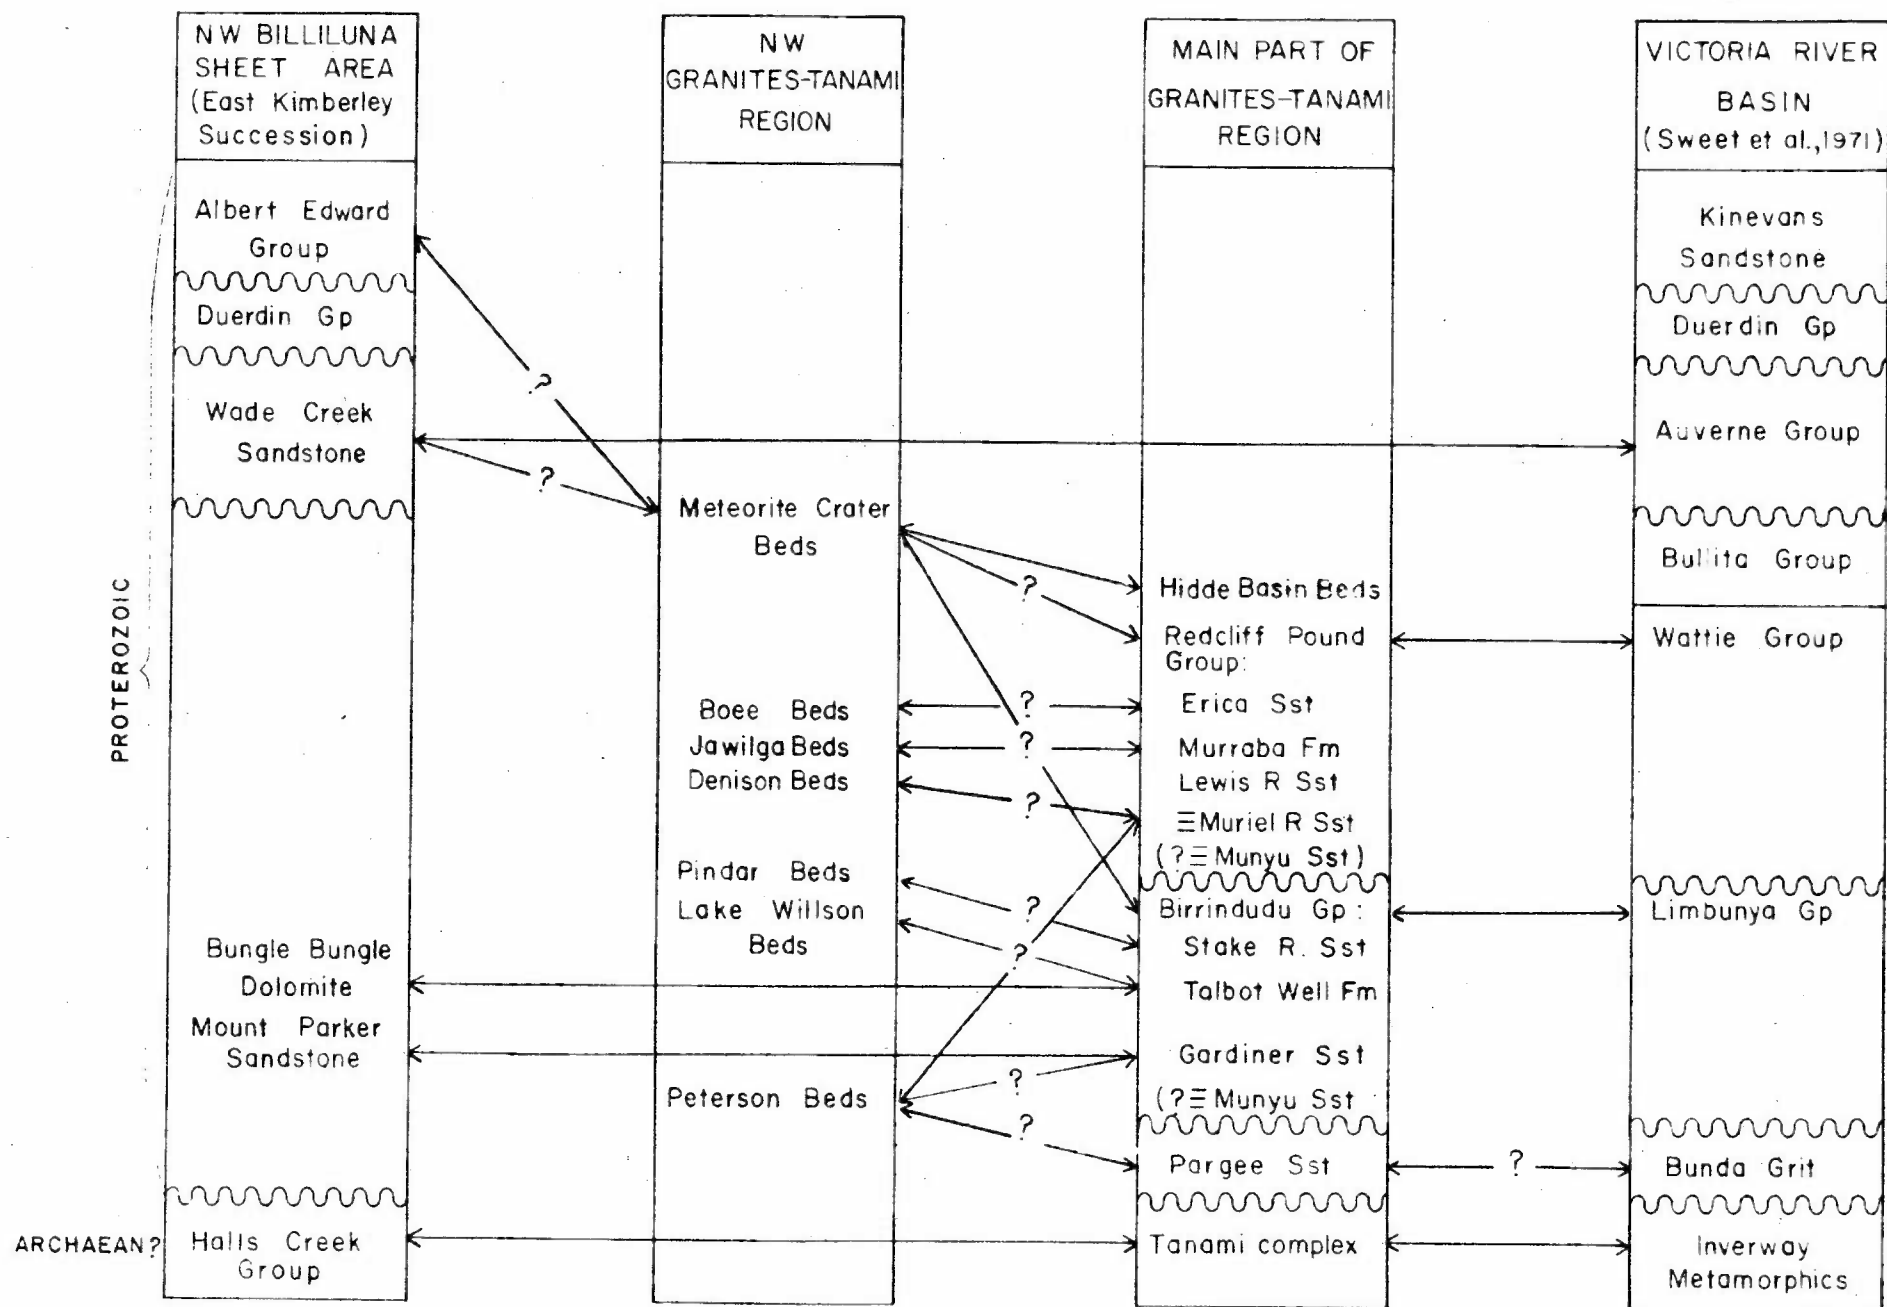 NW BILLILUNA
SHEET AREA
(East Kimberley
Succession)
Albert Edward
Group
Duerdin Gp
Wade Creek
Sandstone
Bungle Bungle
Dolomite
Mount Parker
Sandstone
Halls Creek
Group
PROTEROZOIC
ARCHAEAN?
?
?
NW
GRANITES-TANAMI
REGION
Meteorite Crater
Beds
Boee Beds
Jawilga Beds
Denison Beds
Pindar Beds
Lake Willson
Beds
Peterson Beds
?
?
?
?
?
?
?
?
MAIN PART OF
GRANITES-TANAMI
REGION
Hidde Basin Beds
Redcliff Pound
Group:
Erica Sst
Murraba Fm
Lewis R Sst
≡Muriel R Sst
(?≡Munyu Sst)
Birrindudu Gp:
Stake R. Sst
Talbot Well Fm
Gardiner Sst
(?≡Munyu Sst
Pargee Sst
Tanami complex
?
VICTORIA RIVER
BASIN
(Sweet et al.,1971)
Kinevans
Sandstone
Duerdin Gp
Auverne Group
Bullita Group
Wattie Group
Limbunya Gp
Bunda Grit
Inverway
Metamorphics